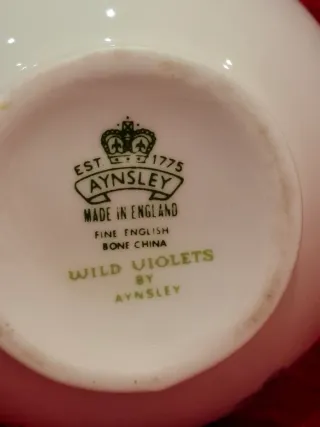 EST 1775
AYNSLEY
MADE IN ENGLAND
FINE ENGLISH
BONE CHINA
WILD VIOLETS
BY
AYNSLEY